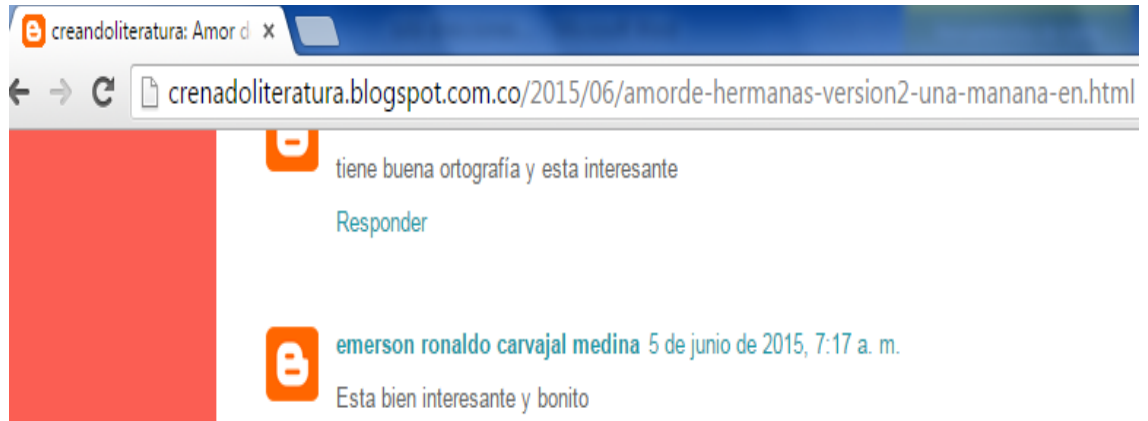 creandoliteratura: Amor d
crenadoliteratura.blogspot.com.co/2015/06/amorde-hermanas-version2-una-manana-en.html
tiene buena ortografía y esta interesante
Responder
emerson ronaldo carvajal medina 5 de junio de 2015, 7:17 a. m.
Esta bien interesante y bonito